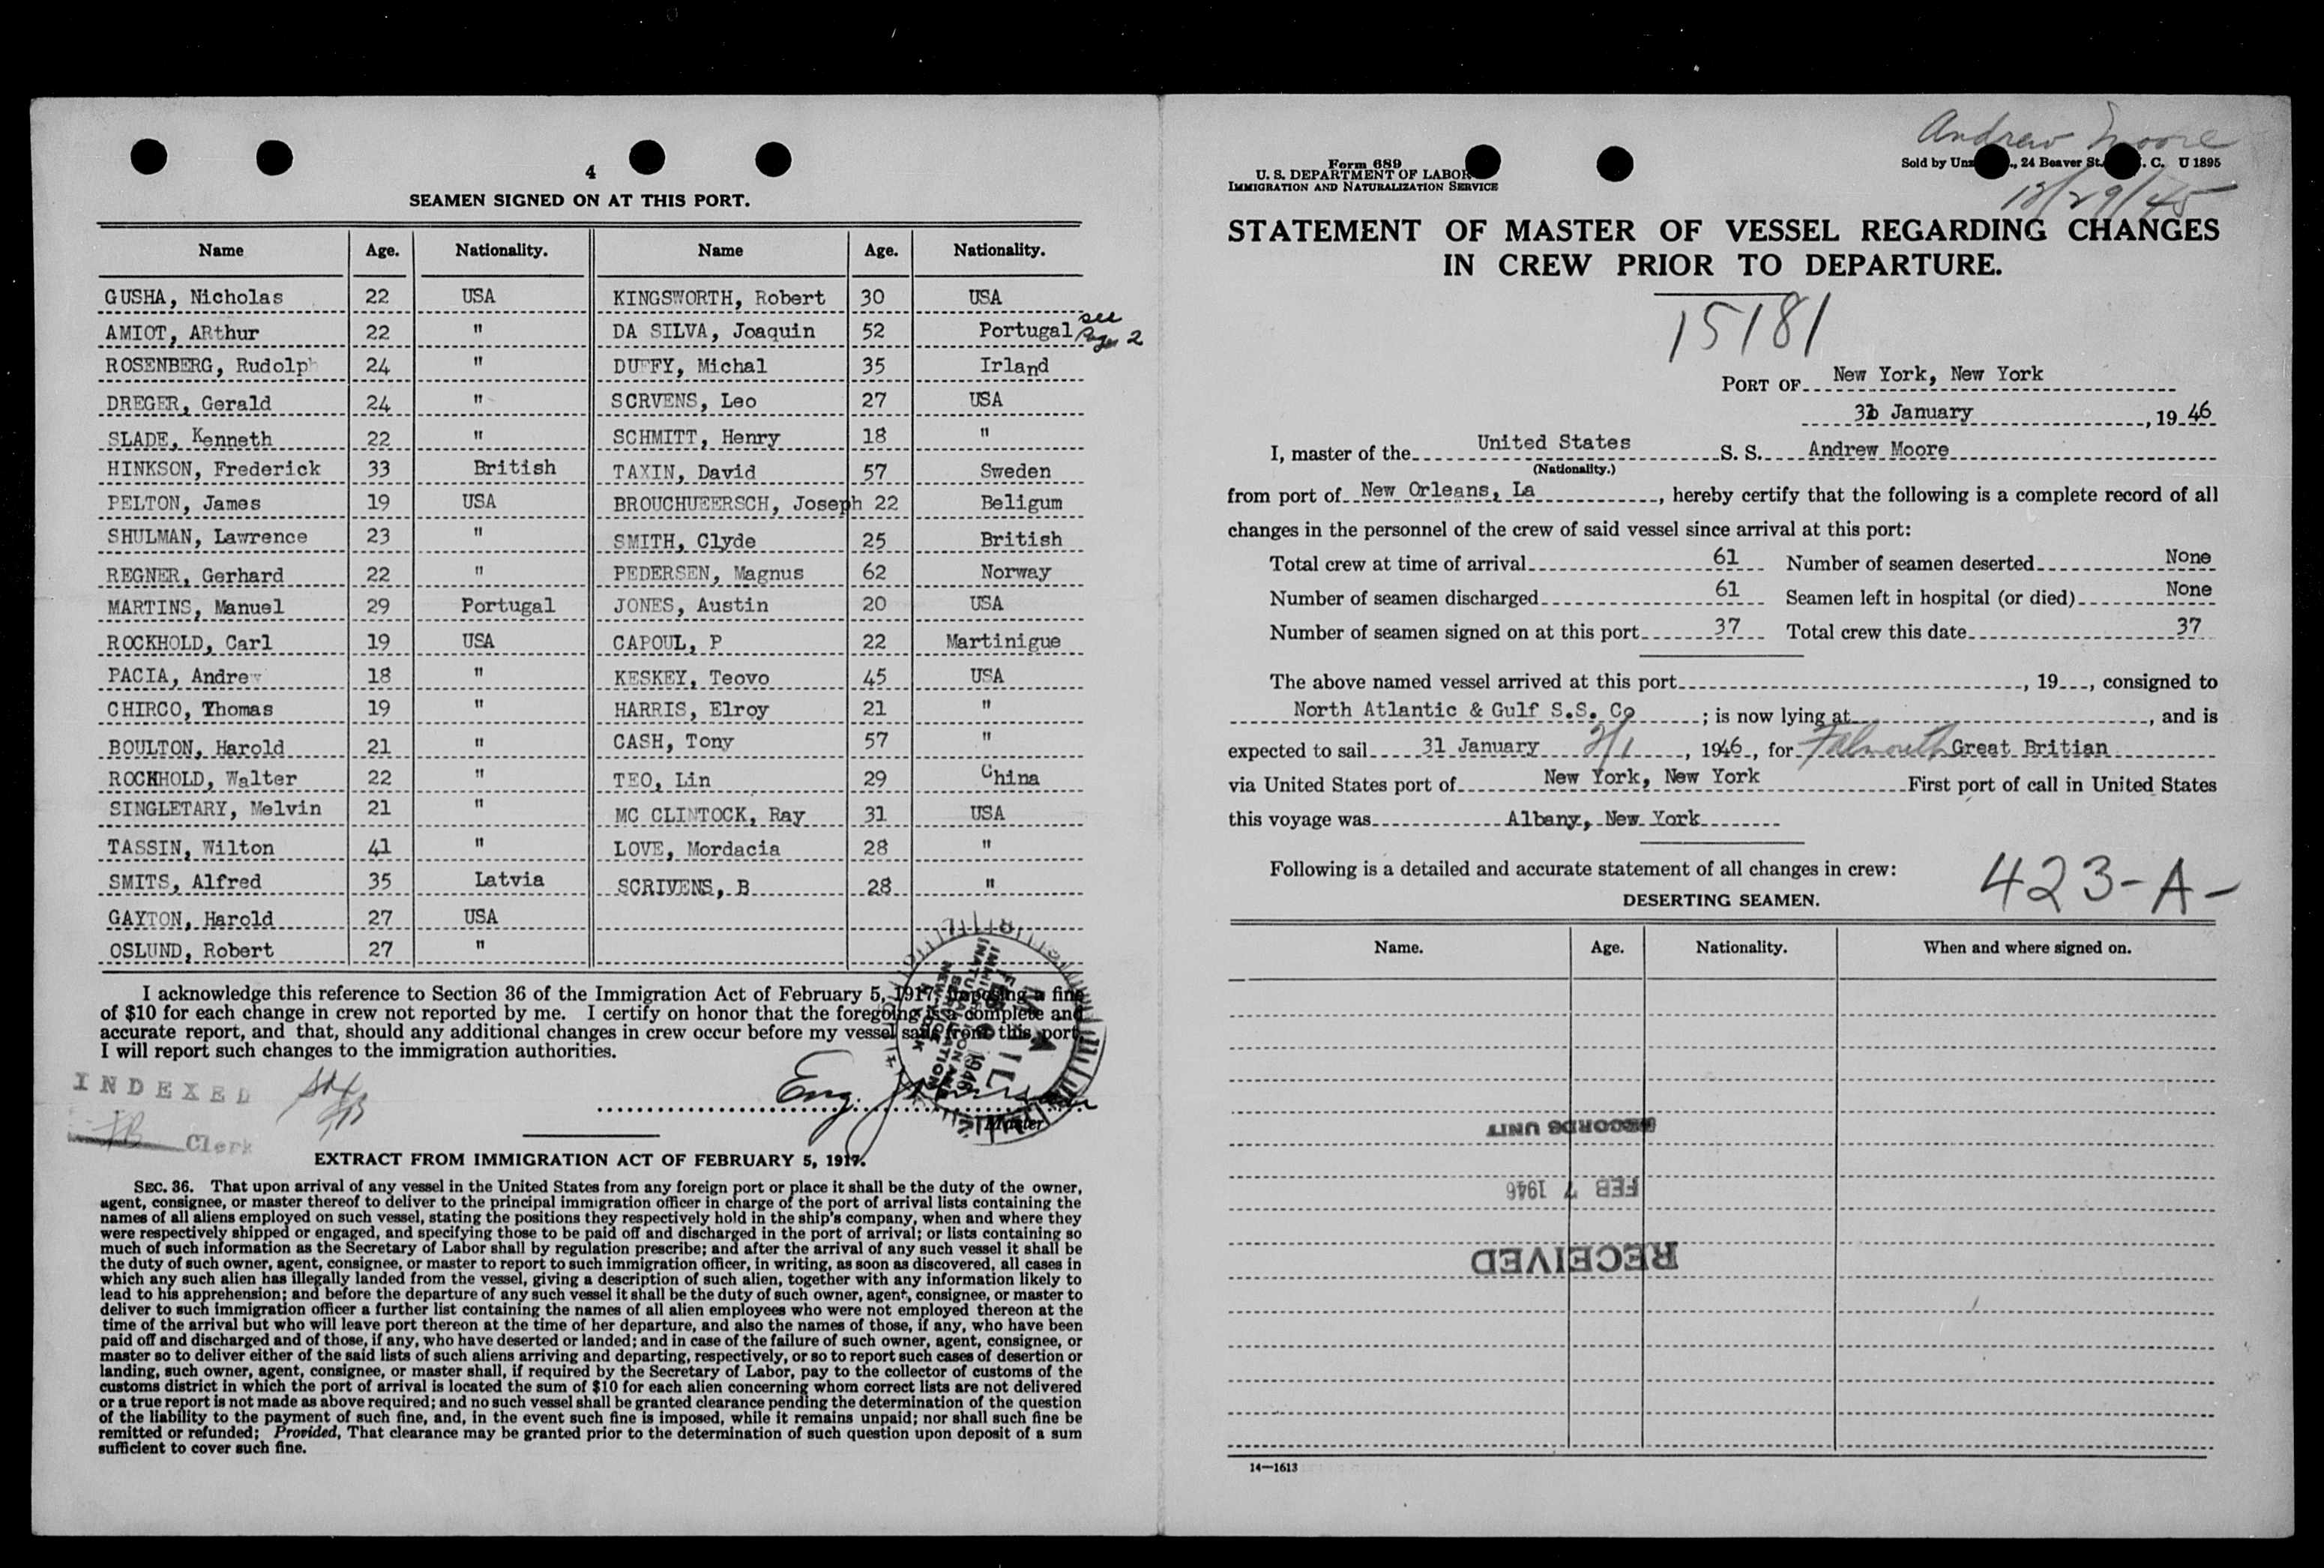 4
SEAMEN SIGNED ON AT THIS PORT.
Name Age. Nationality. Name Age. Nationality.
GUSHA, Nicholas 22 USA KINGSWORTH, Robert 30 USA
AMIOT, ARthur 22 " DA SILVA, Joaquin 52 Portugal see Page 2
ROSENBERG, Rudolph 24 " DUFFY, Michal 35 Irland
DREGER, Gerald 24 " SCRVENS, Leo 27 USA
SLADE, Kenneth 22 " SCHMITT, Henry 18 "
HINKSON, Frederick 33 British TAXIN, David 57 Sweden
PELTON, James 19 USA BROUCHUEERSCH, Joseph 22 Beligum
SHULMAN, Lawrence 23 " SMITH, Clyde 25 British
REGNER, Gerhard 22 " PEDERSEN, Magnus 62 Norway
MARTINS, Manuel 29 Portugal JONES, Austin 20 USA
ROCKHOLD, Carl 19 USA CAPOUL, P 22 Martinigue
PACIA, Andrew 18 " KESKEY, Teovo 45 USA
CHIRCO, Thomas 19 " HARRIS, Elroy 21 "
BOULTON, Harold 21 " CASH, Tony 57 "
ROCKHOLD, Walter 22 " TEO, Lin 29 China
SINGLETARY, Melvin 21 " MC CLINTOCK, Ray 31 USA
TASSIN, Wilton 41 " LOVE, Mordacia 28 "
SMITS, Alfred 35 Latvia SCRIVENS, B 28 "
GAYTON, Harold 27 USA
OSLUND, Robert 27 "
I acknowledge this reference to Section 36 of the Immigration Act of February 5, 1917, imposing a fine
of $10 for each change in crew not reported by me. I certify on honor that the foregoing is a complete and
accurate report, and that, should any additional changes in crew occur before my vessel sails from this port,
I will report such changes to the immigration authorities.
INDEXED
Clerk
Eng.
Master
EXTRACT FROM IMMIGRATION ACT OF FEBRUARY 5, 1917.
SEC. 36. That upon arrival of any vessel in the United States from any foreign port or place it shall be the duty of the owner,
agent, consignee, or master thereof to deliver to the principal immigration officer in charge of the port of arrival lists containing the
names of all aliens employed on such vessel, stating the positions they respectively hold in the ship's company, when and where they
were respectively shipped or engaged, and specifying those to be paid off and discharged in the port of arrival; or lists containing so
much of such information as the Secretary of Labor shall by regulation prescribe; and after the arrival of any such vessel it shall be
the duty of such owner, agent, consignee, or master to report to such immigration officer, in writing, as soon as discovered, all cases in
which any such alien has illegally landed from the vessel, giving a description of such alien, together with any information likely to
lead to his apprehension; and before the departure of any such vessel it shall be the duty of such owner, agent, consignee, or master to
deliver to such immigration officer a further list containing the names of all alien employees who were not employed thereon at the
time of the arrival but who will leave port thereon at the time of her departure, and also the names of those, if any, who have been
paid off and discharged and of those, if any, who have deserted or landed; and in case of the failure of such owner, agent, consignee, or
master so to deliver either of the said lists of such aliens arriving and departing, respectively, or so to report such cases of desertion or
landing, such owner, agent, consignee, or master shall, if required by the Secretary of Labor, pay to the collector of customs of the
customs district in which the port of arrival is located the sum of $10 for each alien concerning whom correct lists are not delivered
or a true report is not made as above required; and no such vessel shall be granted clearance pending the determination of the question
of the liability to the payment of such fine, and, in the event such fine is imposed, while it remains unpaid; nor shall such fine be
remitted or refunded; Provided, That clearance may be granted prior to the determination of such question upon deposit of a sum
sufficient to cover such fine.
Andrew Moore
12/29/45
Form 689
U. S. DEPARTMENT OF LABOR
IMMIGRATION AND NATURALIZATION SERVICE
Sold by Unz ., 24 Beaver St. . C. U 1895
STATEMENT OF MASTER OF VESSEL REGARDING CHANGES
IN CREW PRIOR TO DEPARTURE.
15181
PORT OF New York, New York
31 January, 1946
I, master of the United States S. S. Andrew Moore
(Nationality.)
from port of New Orleans, La, hereby certify that the following is a complete record of all
changes in the personnel of the crew of said vessel since arrival at this port:
Total crew at time of arrival 61 Number of seamen deserted None
Number of seamen discharged 61 Seamen left in hospital (or died) None
Number of seamen signed on at this port 37 Total crew this date 37
The above named vessel arrived at this port , 19 , consigned to
North Atlantic & Gulf S.S. Co ; is now lying at , and is
expected to sail 31 January 2/1, 1946, for Falmouth Great Britian
via United States port of New York, New York First port of call in United States
this voyage was Albany, New York
Following is a detailed and accurate statement of all changes in crew:
423-A-
DESERTING SEAMEN.
Name. Age. Nationality. When and where signed on.
RECORDS UNIT
FEB 7 1946
RECEIVED
14—1613